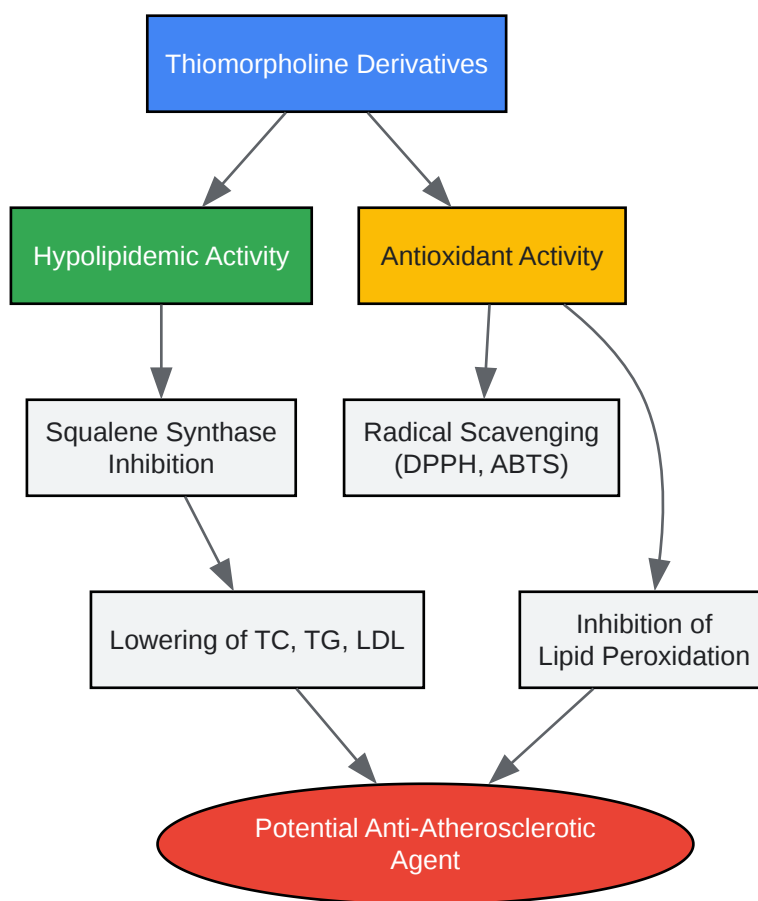 Thiomorpholine Derivatives
Hypolipidemic Activity
Antioxidant Activity
Squalene Synthase
Inhibition
Radical Scavenging
(DPPH, ABTS)
Lowering of TC, TG, LDL
Inhibition of
Lipid Peroxidation
Potential Anti-Atherosclerotic
Agent